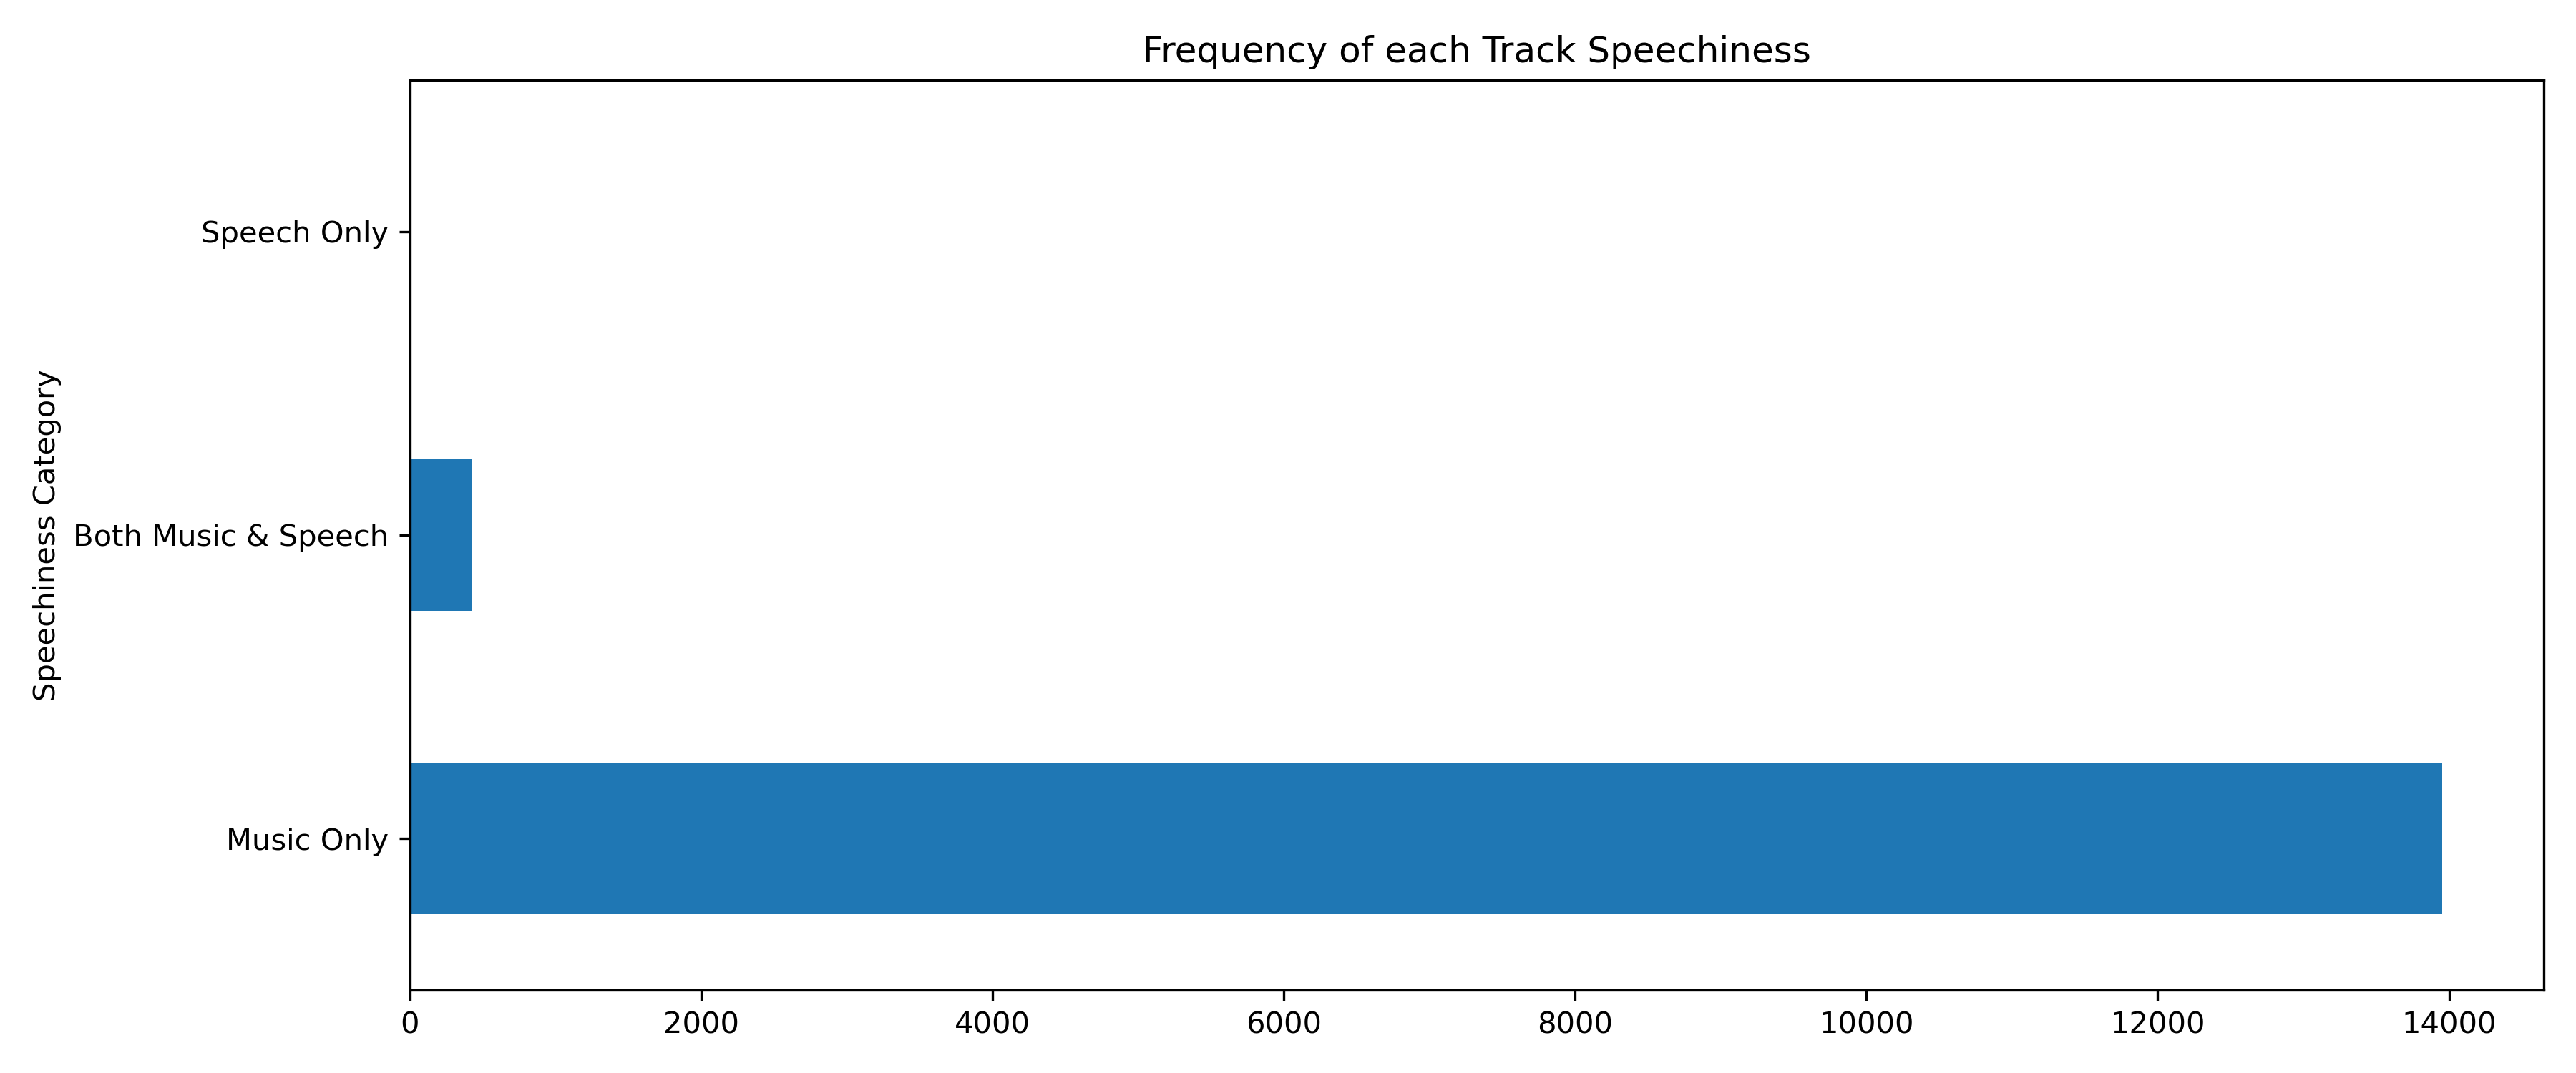 Frequency of each Track Speechiness
Speechiness Category
Speech Only
Both Music & Speech
Music Only
0 2000 4000 6000 8000 10000 12000 14000